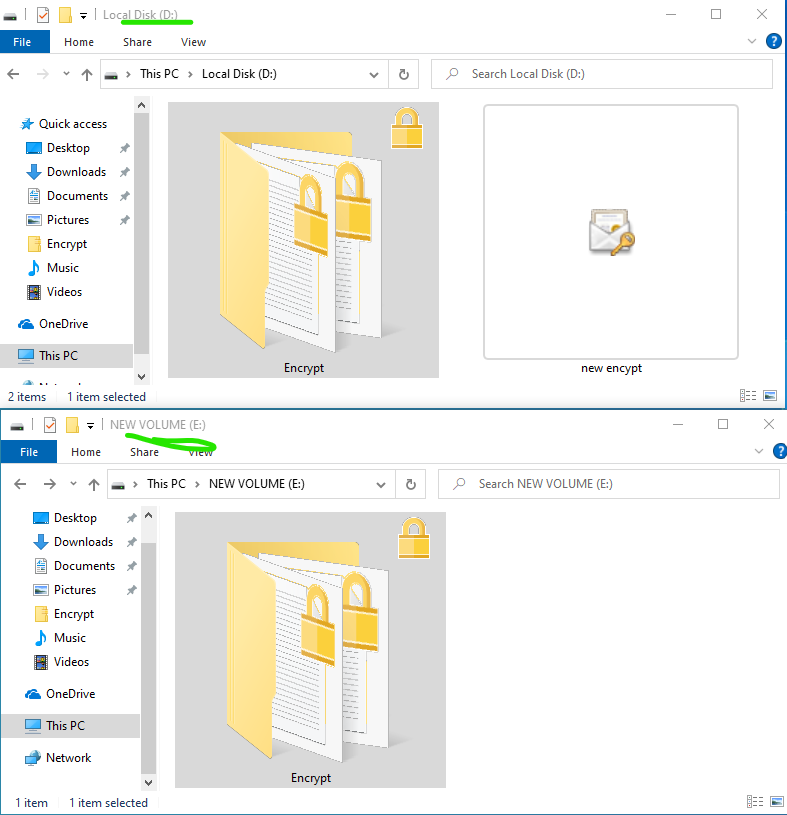 Local Disk (D:)
File Home Share View
This PC Local Disk (D:) Search Local Disk (D:)
Quick access
Desktop
Downloads
Documents
Pictures
Encrypt
Music
Videos
OneDrive
This PC
Encrypt new encypt
2 items 1 item selected
NEW VOLUME (E:)
File Home Share View
This PC NEW VOLUME (E:) Search NEW VOLUME (E:)
Desktop
Downloads
Documents
Pictures
Encrypt
Music
Videos
OneDrive
This PC
Network
Encrypt
1 item 1 item selected